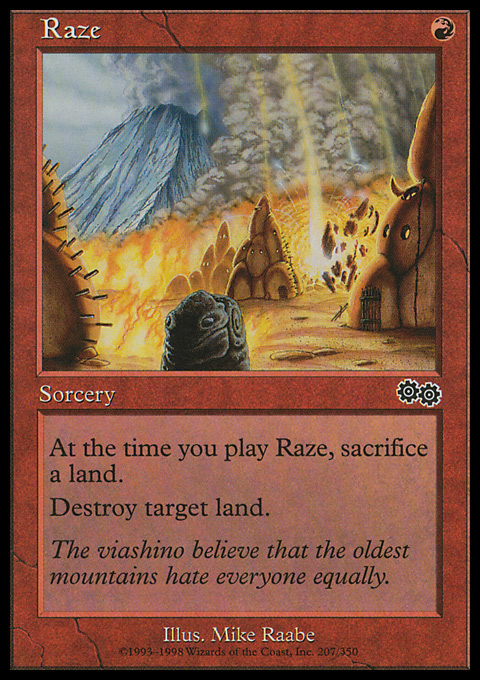 Raze
Sorcery
At the time you play Raze, sacrifice
a land.
Destroy target land.
The viashino believe that the oldest
mountains hate everyone equally.
Illus. Mike Raabe
©1993-1998 Wizards of the Coast, Inc. 207/350